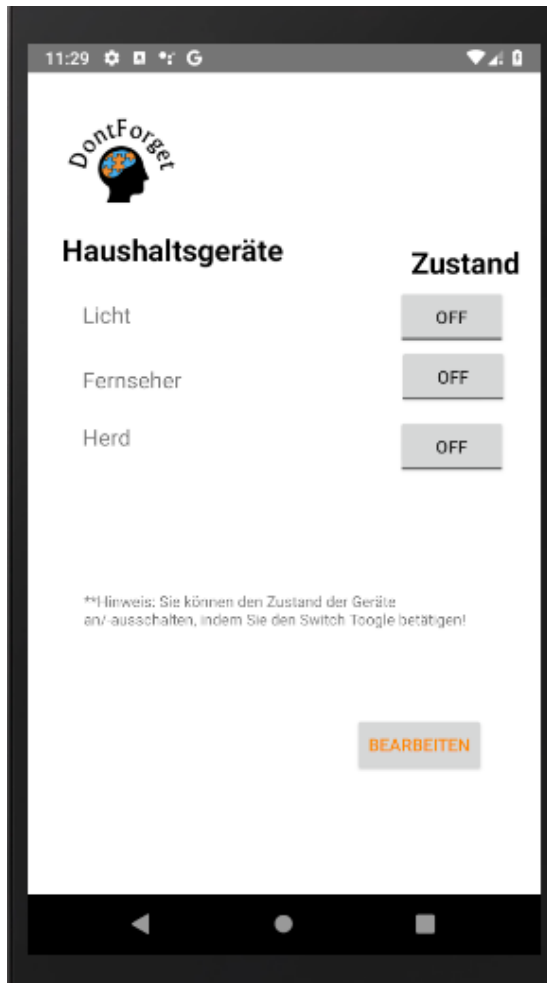 11:29
DontForget
Haushaltsgeräte
Zustand
Licht
OFF
Fernseher
OFF
Herd
OFF
**Hinweis: Sie können den Zustand der Geräte
an/-ausschalten, indem Sie den Switch Toogle betätigen!
BEARBEITEN